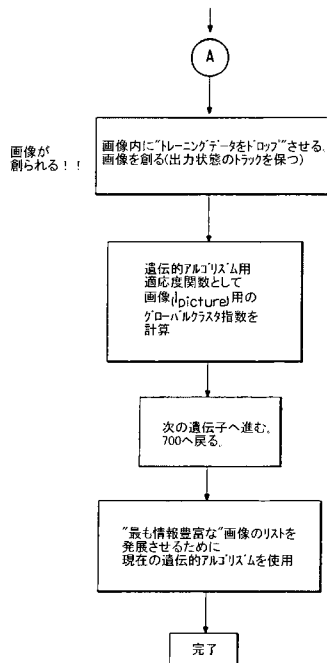 A
画像が
創られる！！
画像内に"トレーニングデータをドロップ"させる。
画像を創る(出力状態のトラックを保つ)
遺伝的アルゴリズム用
適応度関数として
画像(Ipicture)用の
グローバルクラスタ指数を
計算
次の遺伝子へ進む。
700へ戻る。
"最も情報豊富な"画像のリストを
発展させるために
現在の遺伝的アルゴリズムを使用
完了